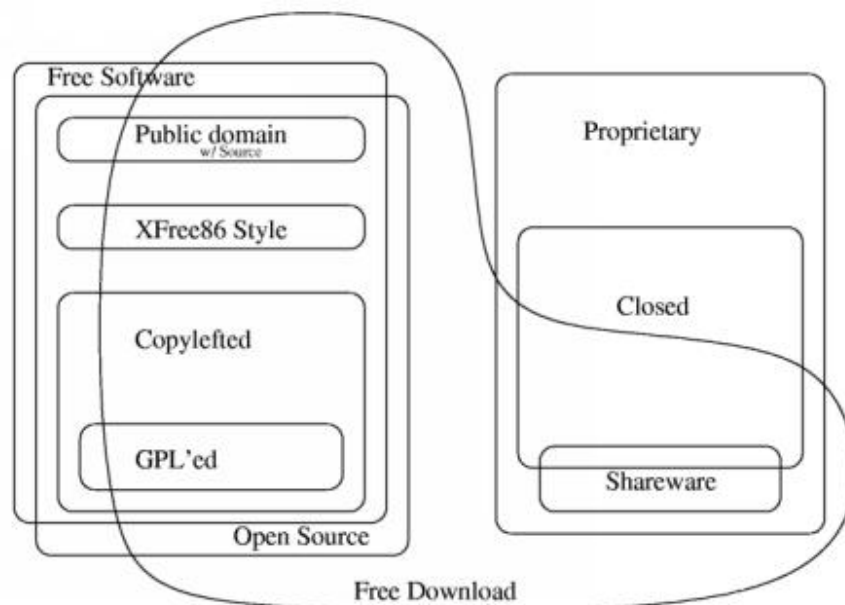 Free Software
Public domain
w/ Source
XFree86 Style
Copylefted
GPL'ed
Open Source
Proprietary
Closed
Shareware
Free Download